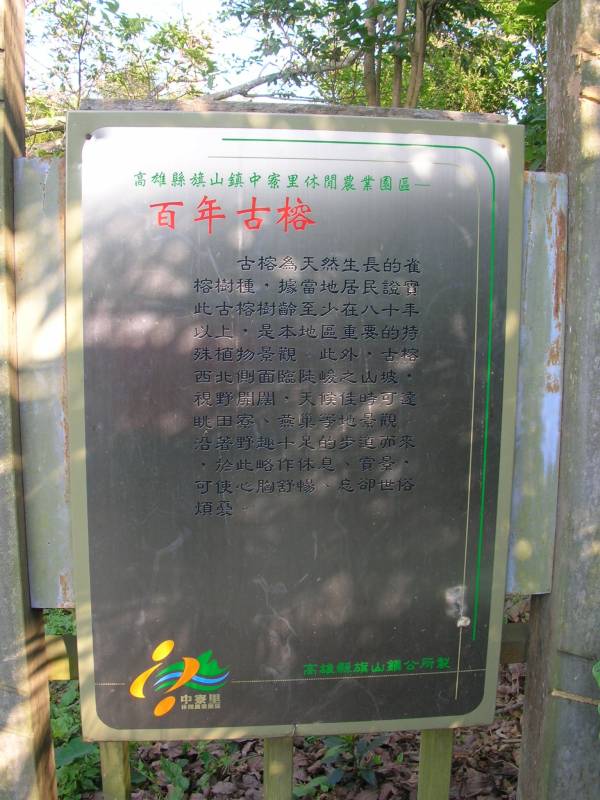 高雄縣旗山鎮中寮里休閒農業園區
百年古榕
古榕為天然生長的雀
榕樹種，據當地居民證實
此古榕樹齡至少在八十年
以上，是本地區重要的特
殊植物景觀。此外，古榕
西北側面臨陡峻之山坡，
視野開闊，天候佳時可遠
眺田寮、燕巢等地景觀。
沿著野趣十足的步道而來
，於此略作休息、賞景，
可使心胸舒暢、忘卻世俗
煩憂。
中寮里
休閒農業園區
高雄縣旗山鎮公所製